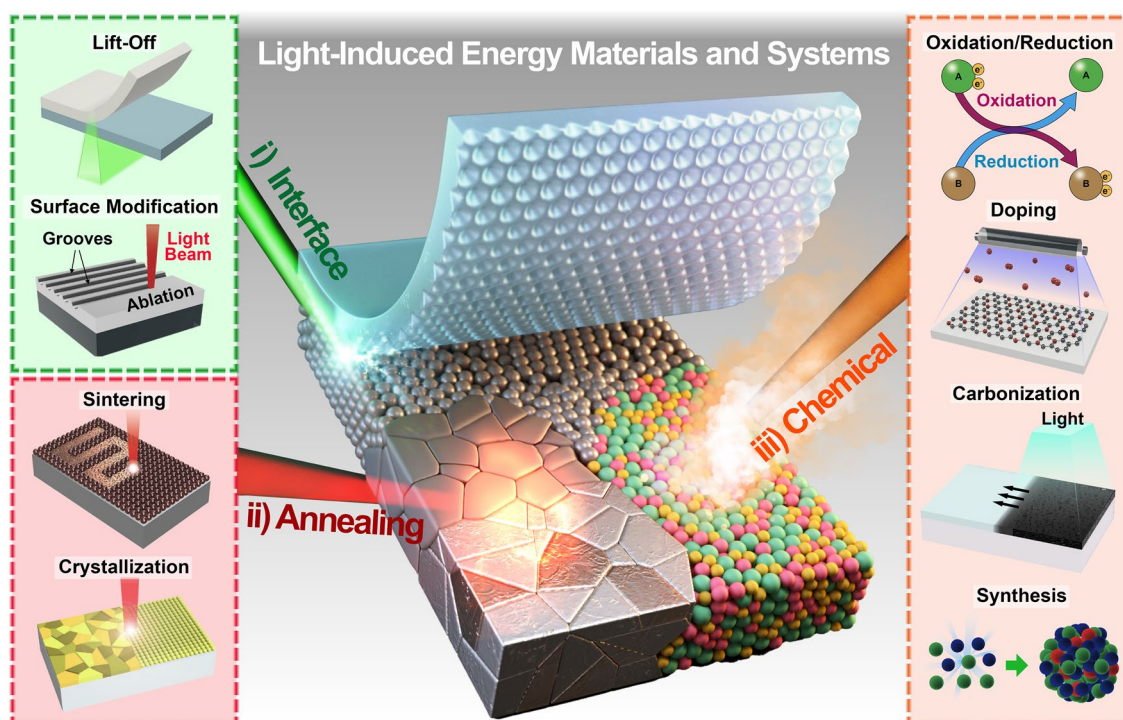 Light-Induced Energy Materials and Systems
Lift-Off
Surface Modification
Grooves
Light
Beam
Ablation
Sintering
Crystallization
i) Interface
ii) Annealing
iii) Chemical
Oxidation/Reduction
A
e⁻
e⁻
A
Oxidation
Reduction
B
B
e⁻
e⁻
Doping
Carbonization
Light
Synthesis